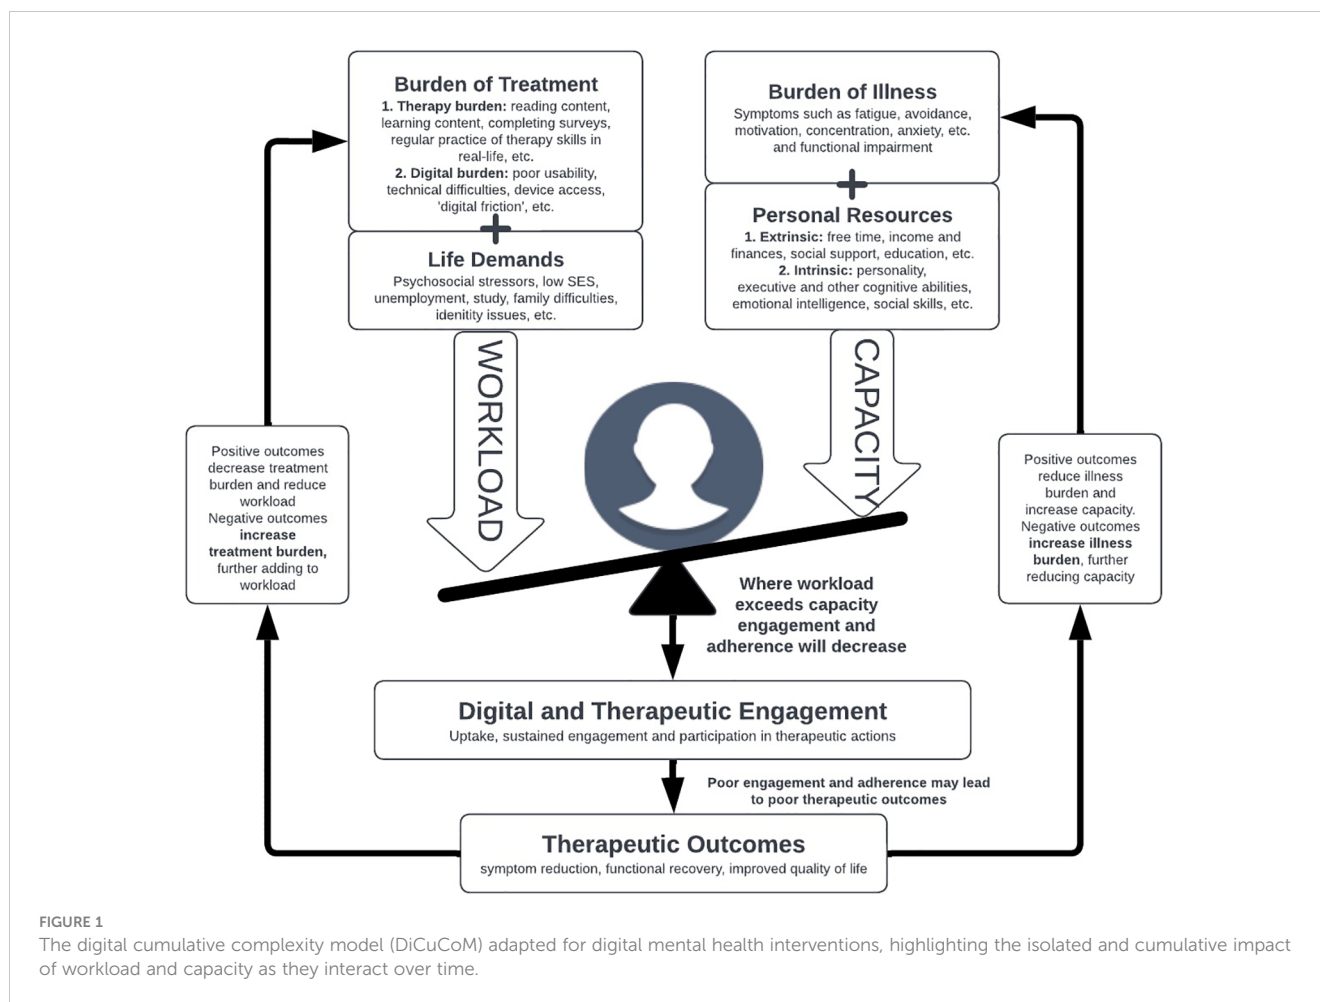 Burden of Treatment
1. Therapy burden: reading content,
learning content, completing surveys,
regular practice of therapy skills in
real-life, etc.
2. Digital burden: poor usability,
technical difficulties, device access,
'digital friction', etc.
+
Life Demands
Psychosocial stressors, low SES,
unemployment, study, family difficulties,
idenitity issues, etc.
WORKLOAD
Burden of Illness
Symptoms such as fatigue, avoidance,
motivation, concentration, anxiety, etc.
and functional impairment
+
Personal Resources
1. Extrinsic: free time, income and
finances, social support, education, etc.
2. Intrinsic: personality,
executive and other cognitive abilities,
emotional intelligence, social skills, etc.
CAPACITY
Positive outcomes
decrease treatment
burden and reduce
workload
Negative outcomes
increase
treatment burden,
further adding to
workload
Positive outcomes
reduce illness
burden and
increase capacity.
Negative outcomes
increase illness
burden, further
reducing capacity
Where workload
exceeds capacity
engagement and
adherence will decrease
Digital and Therapeutic Engagement
Uptake, sustained engagement and participation in therapeutic actions
Poor engagement and adherence may lead
to poor therapeutic outcomes
Therapeutic Outcomes
symptom reduction, functional recovery, improved quality of life
FIGURE 1
The digital cumulative complexity model (DiCuCoM) adapted for digital mental health interventions, highlighting the isolated and cumulative impact
of workload and capacity as they interact over time.